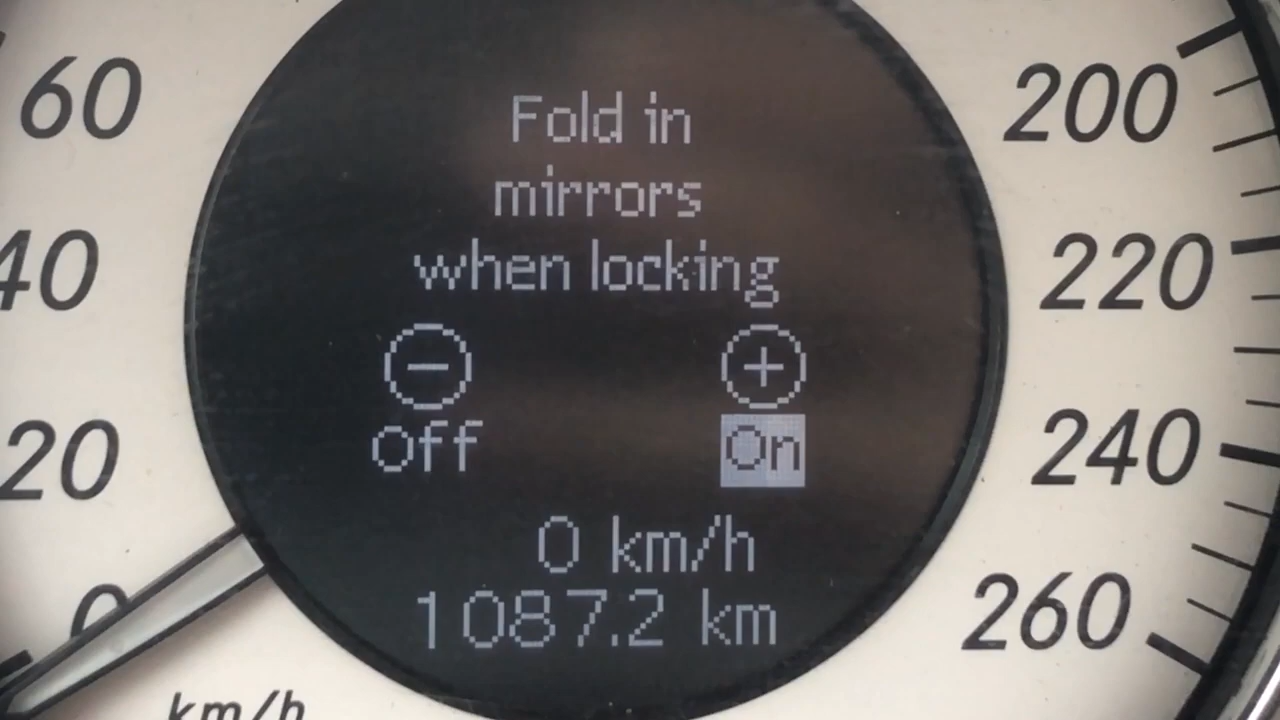 Fold in
mirrors
when locking
− +
Off On
0 km/h
1087.2 km
60
40
20
0
km/h
200
220
240
260